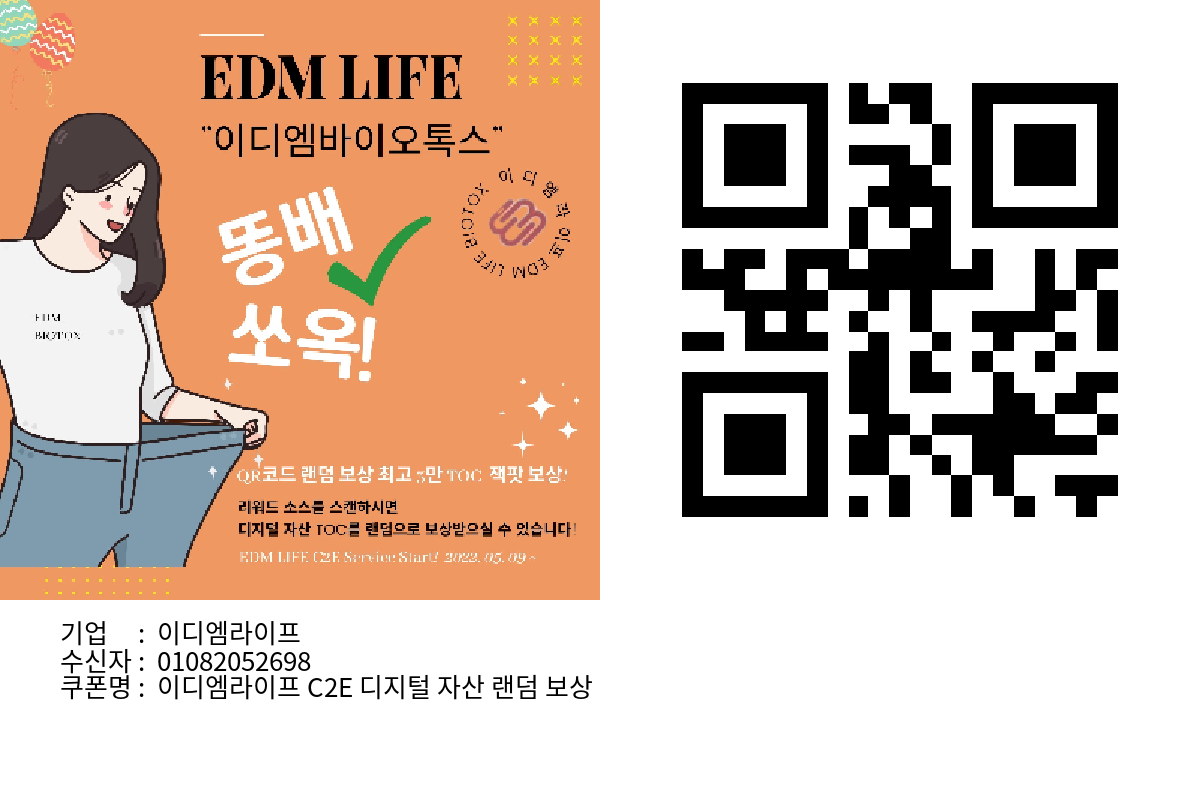 EDM LIFE
"이디엠바이오톡스"
이디엠라이프 EDM LIFE BIOTOX
똥배
쏘옥!
EDM
BIOTOX
QR코드 랜덤 보상 최고 5만 TOC 잭팟 보상!
리워드 소스를 스캔하시면
디지털 자산 TOC를 랜덤으로 보상받으실 수 있습니다!
EDM LIFE C2E Service Start! 2022. 05. 09 ~
기업 : 이디엠라이프
수신자 : 01082052698
쿠폰명 : 이디엠라이프 C2E 디지털 자산 랜덤 보상